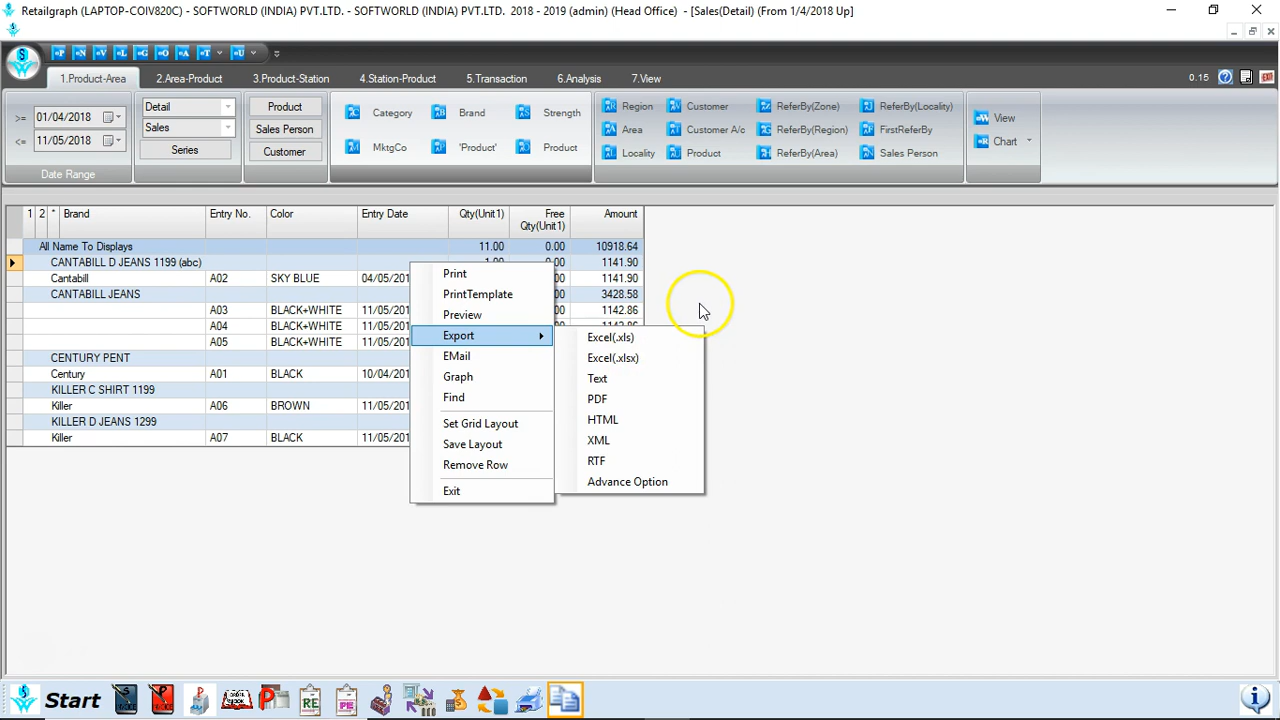 Retailgraph (LAPTOP-COIV820C) - SOFTWORLD (INDIA) PVT.LTD. - SOFTWORLD (INDIA) PVT.LTD. 2018 - 2019 (admin) (Head Office) - [Sales(Detail) (From 1/4/2018 Up)]
P N V L G O A T U
1.Product-Area 2.Area-Product 3.Product-Station 4.Station-Product 5.Transaction 6.Analysis 7.View 0.15
>= 01/04/2018 Detail Product Category Brand Strength Region Customer ReferBy(Zone) ReferBy(Locality) View
<= 11/05/2018 Sales Sales Person MktgCo 'Product' Product Area Customer A/c ReferBy(Region) FirstReferBy Chart
Series Customer Locality Product ReferBy(Area) Sales Person
Date Range
1 2 * Brand Entry No. Color Entry Date Qty(Unit1) Free Qty(Unit1) Amount
All Name To Displays 11.00 0.00 10918.64
CANTABILL D JEANS 1199 (abc) 1.00 0.00 1141.90
Cantabill A02 SKY BLUE 04/05/201 00 1141.90
CANTABILL JEANS 00 3428.58
A03 BLACK+WHITE 11/05/201 00 1142.86
A04 BLACK+WHITE 11/05/201
A05 BLACK+WHITE 11/05/201
CENTURY PENT
Century A01 BLACK 10/04/201
KILLER C SHIRT 1199
Killer A06 BROWN 11/05/201
KILLER D JEANS 1299
Killer A07 BLACK 11/05/201
Print
PrintTemplate
Preview
Export
EMail
Graph
Find
Set Grid Layout
Save Layout
Remove Row
Exit
Excel(.xls)
Excel(.xlsx)
Text
PDF
HTML
XML
RTF
Advance Option
Start